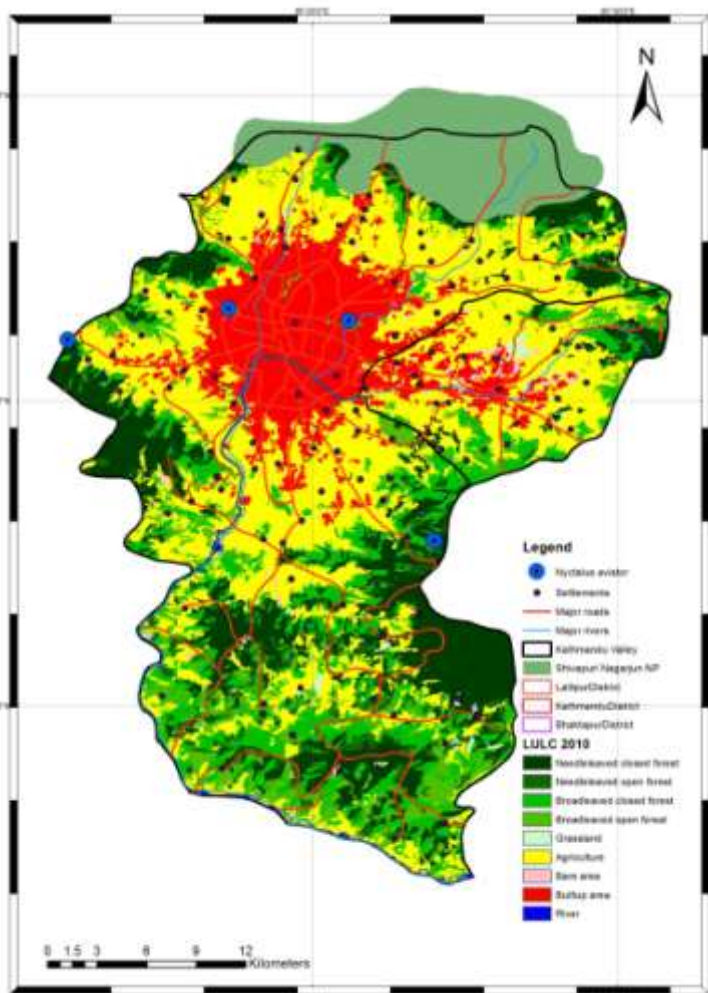 N
Legend
Nyctalus aviator
Settlements
Major roads
Major rivers
Kathmandu Valley
Shivapuri Nagarjun NP
LalitpurDistrict
KathmanduDistrict
BhaktapurDistrict
LULC 2010
Needleleaved closed forest
Needleleaved open forest
Broadleaved closed forest
Broadleaved open forest
Grassland
Agriculture
Bare area
Builtup area
River
0 1.5 3 6 9 12
Kilometers